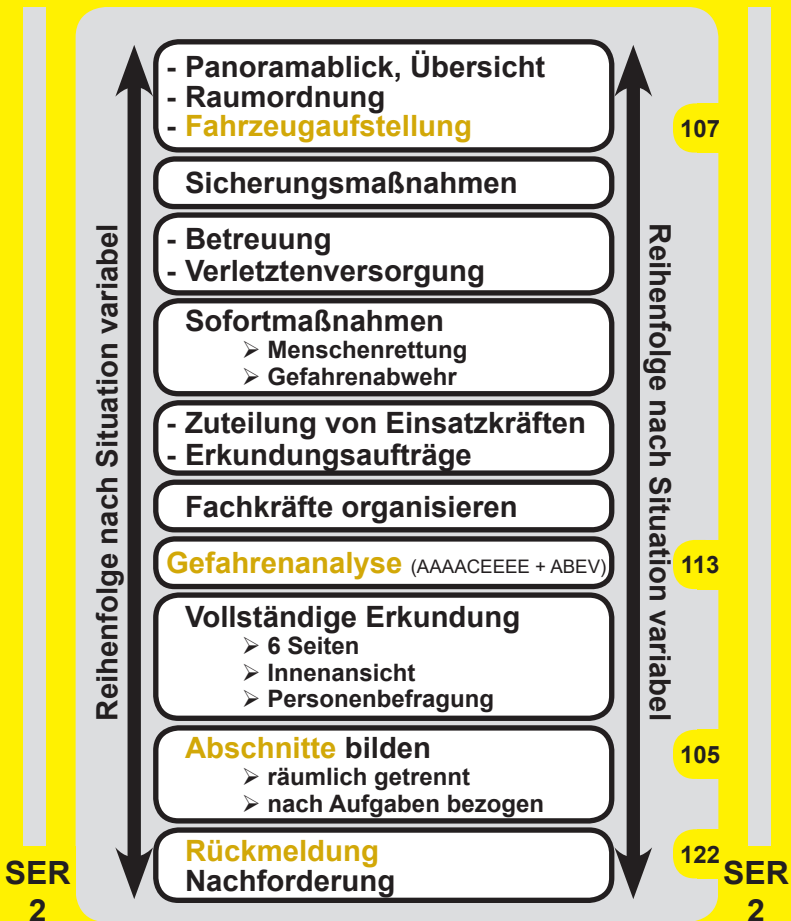 - Panoramablick, Übersicht
- Raumordnung
- Fahrzeugaufstellung
107
Sicherungsmaßnahmen
- Betreuung
- Verletztenversorgung
Sofortmaßnahmen
➢ Menschenrettung
➢ Gefahrenabwehr
- Zuteilung von Einsatzkräften
- Erkundungsaufträge
Fachkräfte organisieren
Gefahrenanalyse (AAAACEEEE + ABEV)
113
Vollständige Erkundung
➢ 6 Seiten
➢ Innenansicht
➢ Personenbefragung
Abschnitte bilden
105
➢ räumlich getrennt
➢ nach Aufgaben bezogen
Rückmeldung
122
Nachforderung
Reihenfolge nach Situation variabel
Reihenfolge nach Situation variabel
SER
2
SER
2